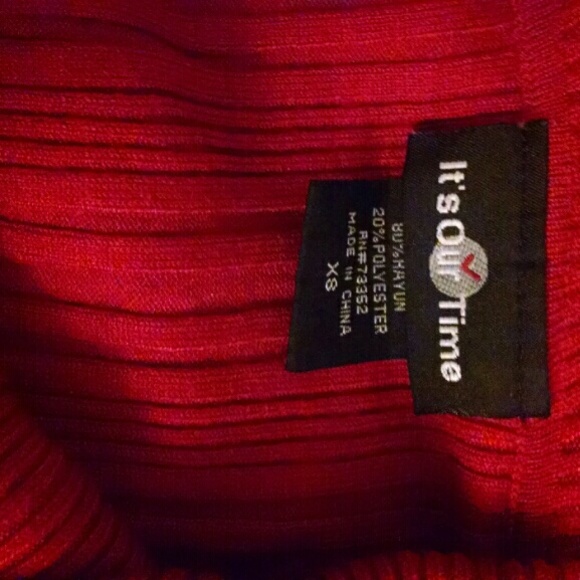 It's Our Time
80% RAYON
20% POLYESTER
RN# 73352
MADE IN CHINA
XS